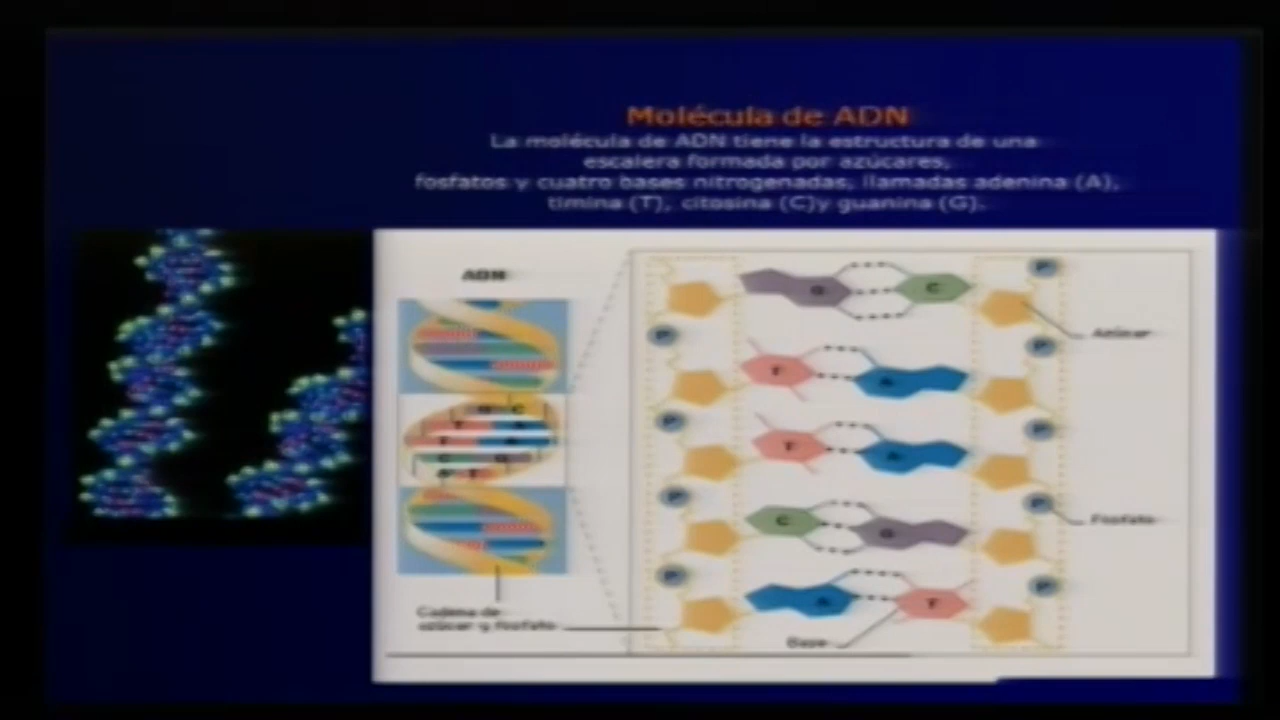 Molécula de ADN
La molécula de ADN tiene la estructura de una
escalera formada por azúcares,
fosfatos y cuatro bases nitrogenadas, llamadas adenina (A),
timina (T), citosina (C)y guanina (G).
ADN
G C
P
Azúcar
P P
T A
N C
T A
T A
C G
A T
P P
T A
P P
Fosfato
C G
P P
A T
Cadena de
azúcar y fosfato
Base